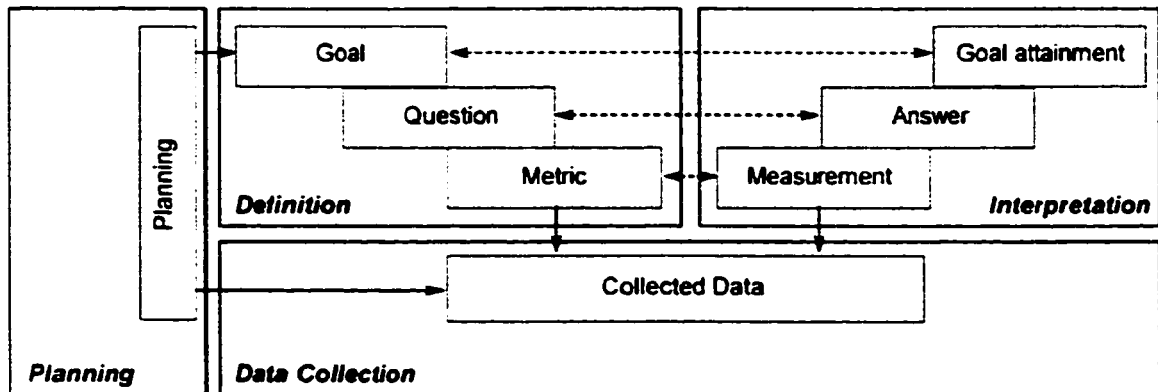 Goal
Goal attainment
Question
Answer
Planning
Metric
Measurement
Definition
Interpretation
Collected Data
Planning
Data Collection